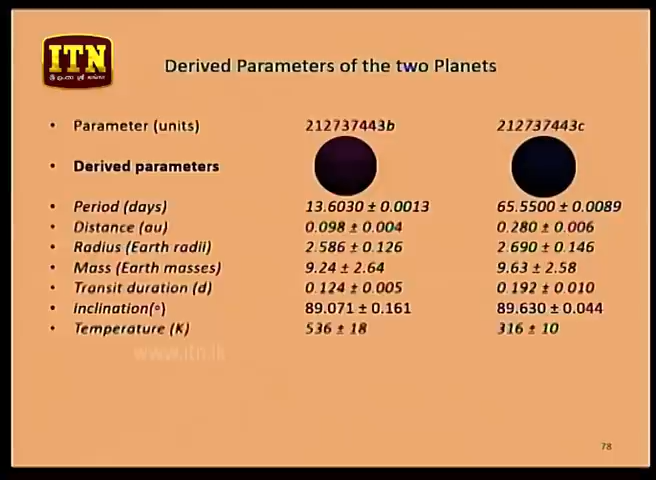 ITN
Derived Parameters of the two Planets
• Parameter (units) 212737443b 212737443c
• Derived parameters
• Period (days) 13.6030 ± 0.0013 65.5500 ± 0.0089
• Distance (au) 0.098 ± 0.004 0.280 ± 0.006
• Radius (Earth radii) 2.586 ± 0.126 2.690 ± 0.146
• Mass (Earth masses) 9.24 ± 2.64 9.63 ± 2.58
• Transit duration (d) 0.124 ± 0.005 0.192 ± 0.010
• Inclination(°) 89.071 ± 0.161 89.630 ± 0.044
• Temperature (K) 536 ± 18 316 ± 10
www.itn.lk
78